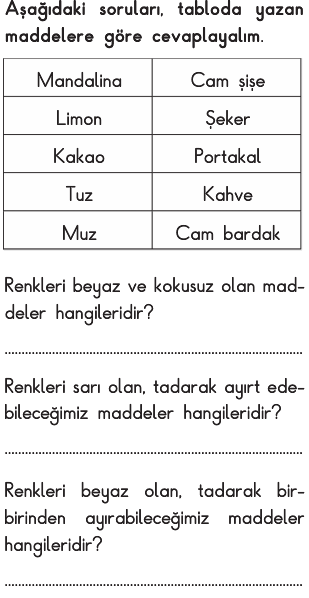 Aşağıdaki soruları, tabloda yazan
maddelere göre cevaplayalım.
Mandalina Cam şişe
Limon Şeker
Kakao Portakal
Tuz Kahve
Muz Cam bardak
Renkleri beyaz ve kokusuz olan mad-
deler hangileridir?
Renkleri sarı olan, tadarak ayırt ede-
bileceğimiz maddeler hangileridir?
Renkleri beyaz olan, tadarak bir-
birinden ayırabileceğimiz maddeler
hangileridir?